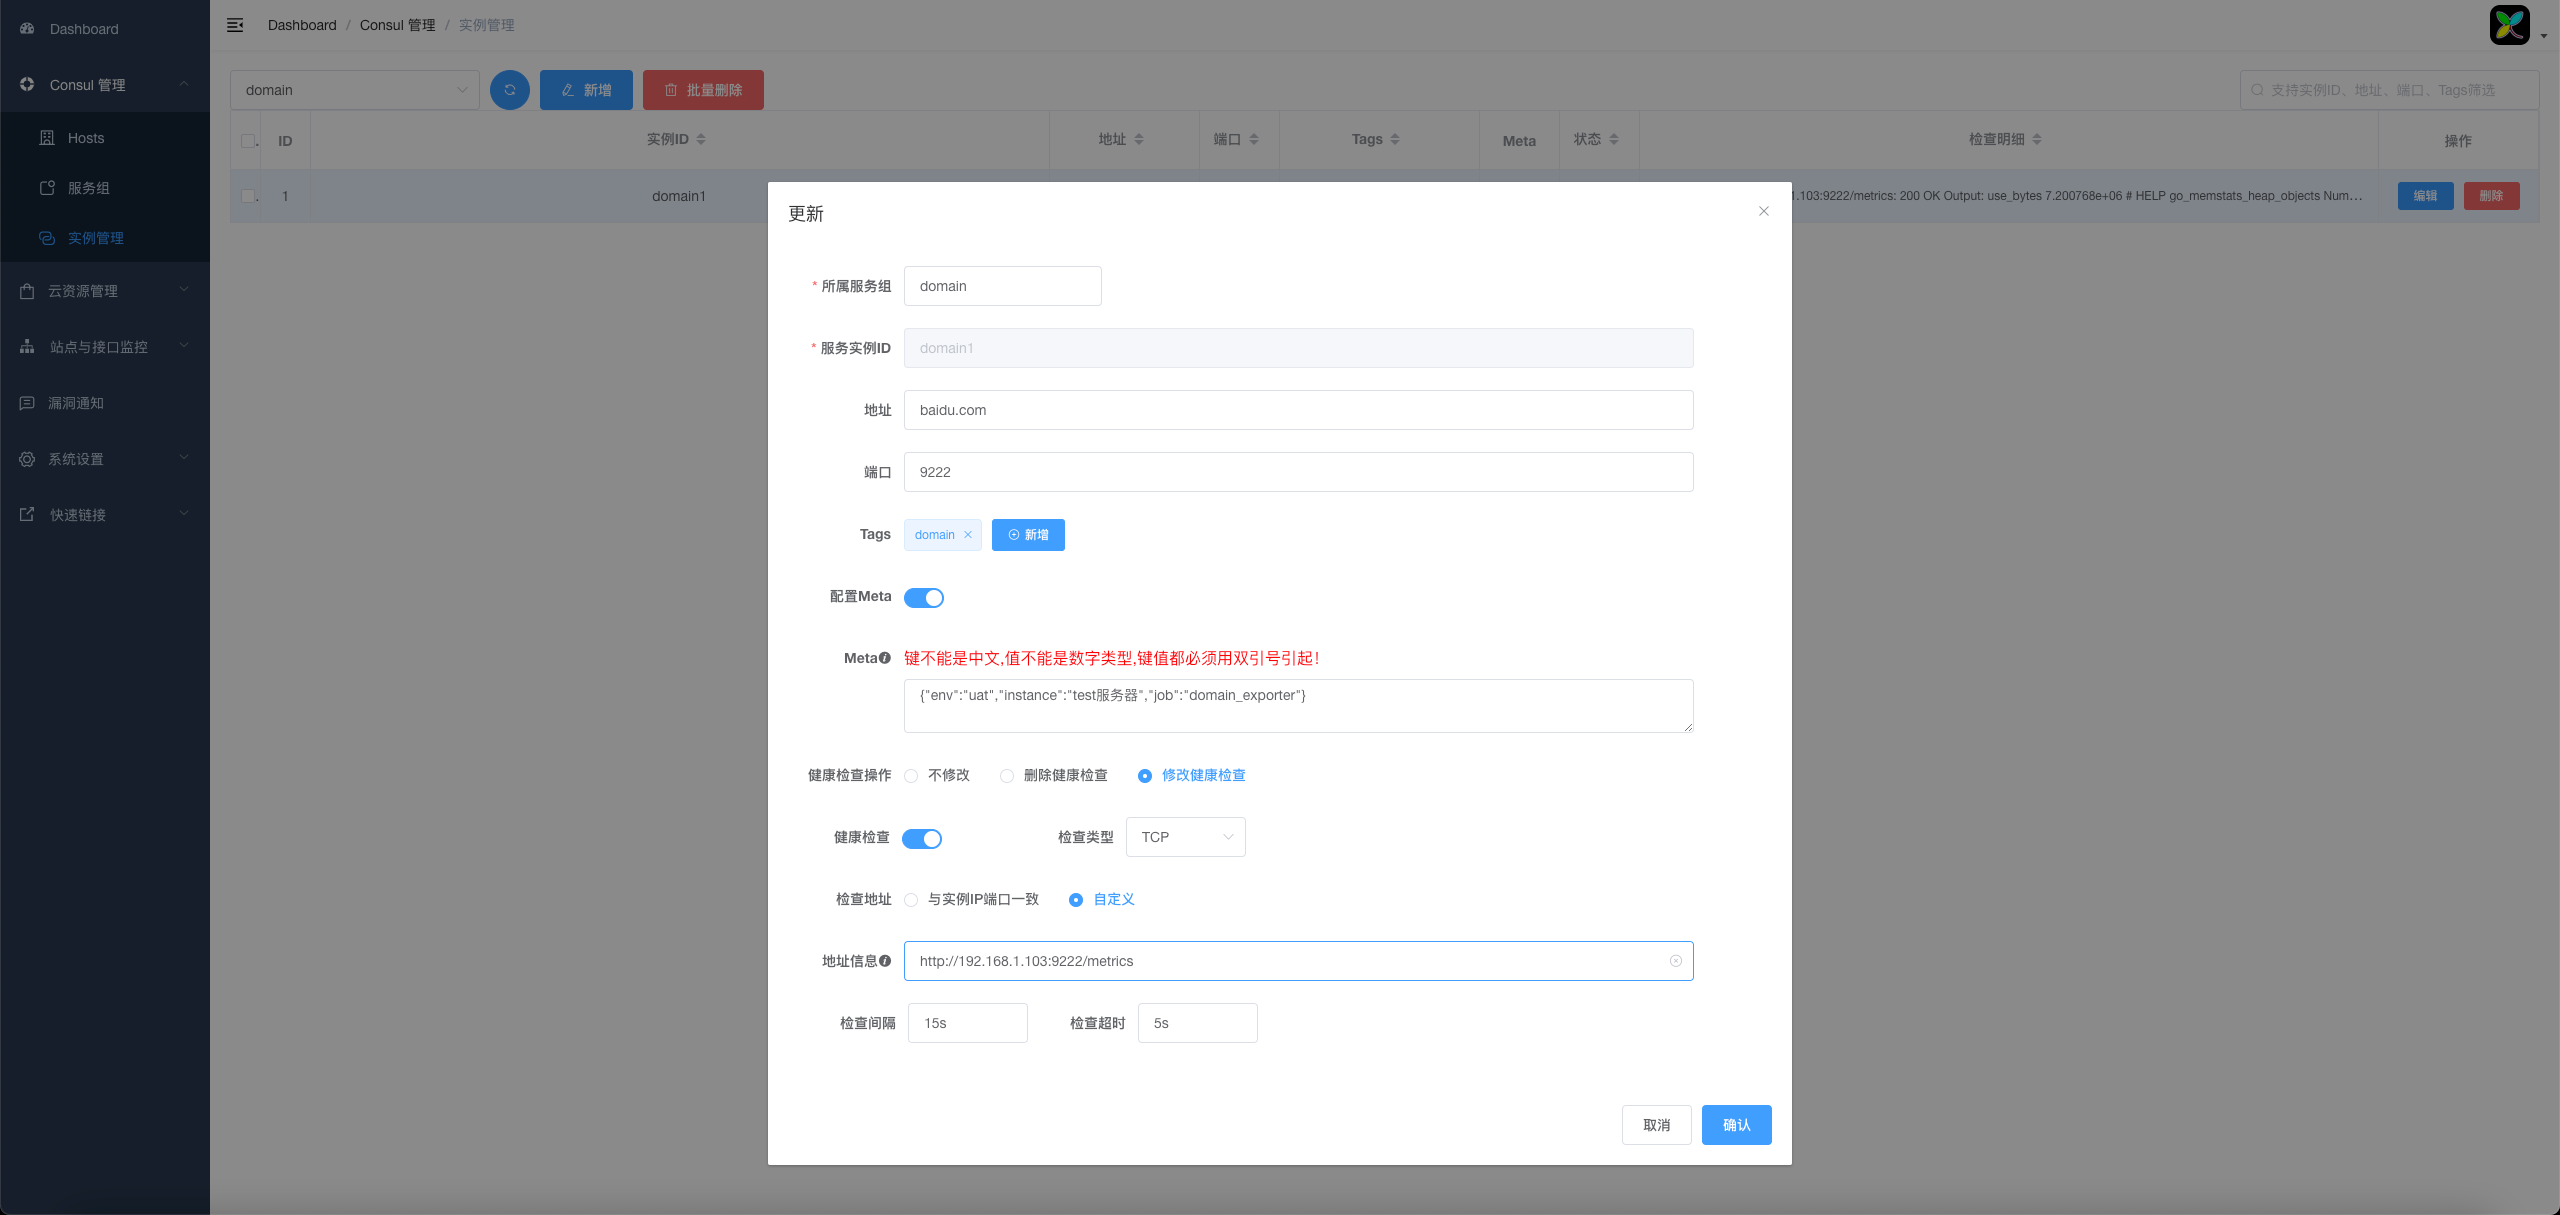 Dashboard
Consul 管理
Hosts
服务组
实例管理
云资源管理
站点与接口监控
漏洞通知
系统设置
快速链接
Dashboard / Consul 管理 / 实例管理
domain
新增
批量删除
支持实例ID、地址、端口、Tags筛选
ID
实例ID
地址
端口
Tags
Meta
状态
检查明细
操作
1
domain1
1.103:9222/metrics: 200 OK Output: use_bytes 7.200768e+06 # HELP go_memstats_heap_objects Num...
编辑
删除
更新
* 所属服务组
domain
* 服务实例ID
domain1
地址
baidu.com
端口
9222
Tags
domain
新增
配置Meta
Meta
键不能是中文,值不能是数字类型,键值都必须用双引号引起!
{"env":"uat","instance":"test服务器","job":"domain_exporter"}
健康检查操作
不修改
删除健康检查
修改健康检查
健康检查
检查类型
TCP
检查地址
与实例IP端口一致
自定义
地址信息
http://192.168.1.103:9222/metrics
检查间隔
15s
检查超时
5s
取消
确认